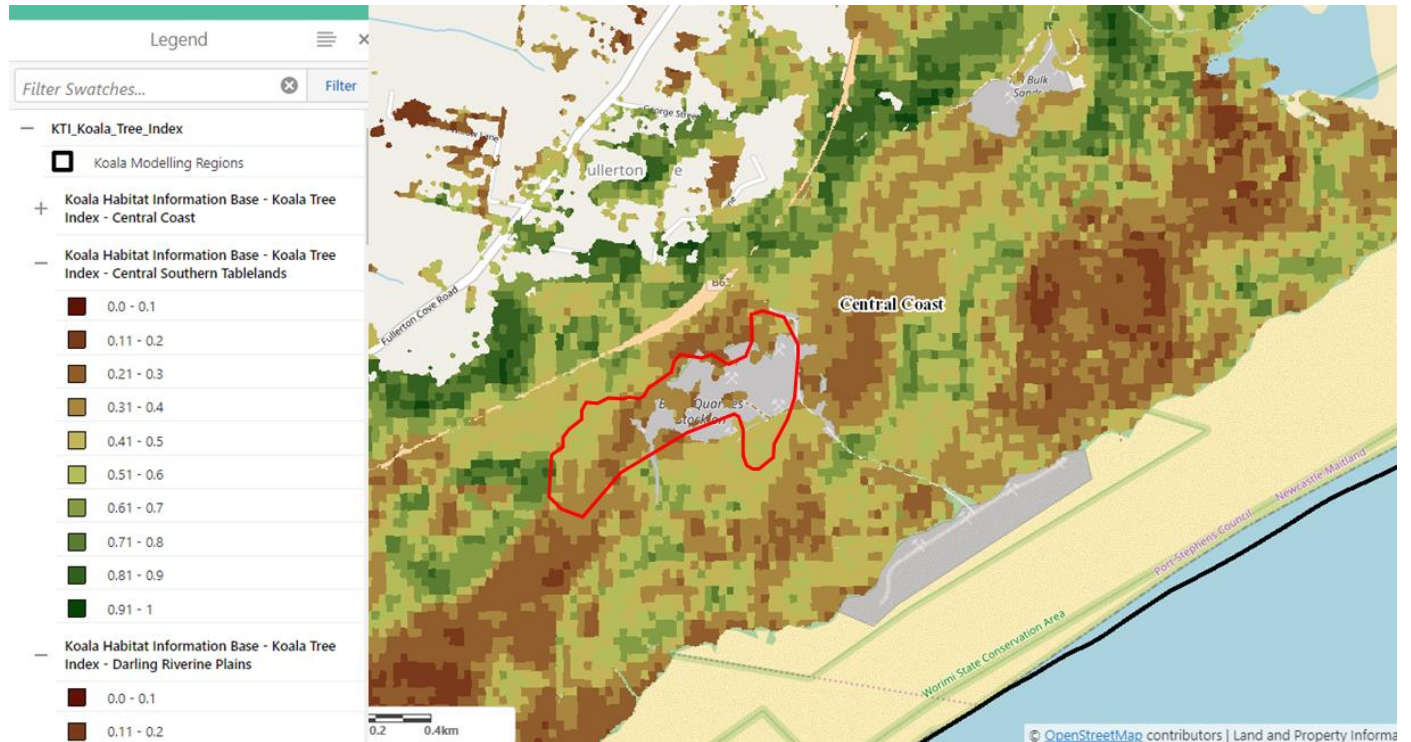 Legend
Filter Swatches...
Filter
KTI_Koala_Tree_Index
Koala Modelling Regions
Koala Habitat Information Base - Koala Tree
Index - Central Coast
Koala Habitat Information Base - Koala Tree
Index - Central Southern Tablelands
0.0 - 0.1
0.11 - 0.2
0.21 - 0.3
0.31 - 0.4
0.41 - 0.5
0.51 - 0.6
0.61 - 0.7
0.71 - 0.8
0.81 - 0.9
0.91 - 1
Koala Habitat Information Base - Koala Tree
Index - Darling Riverine Plains
0.0 - 0.1
0.11 - 0.2
Bulk
George Street
Lane
ullerton
Fullerton Cove Road
Central Coast
Newcastle-Maitland
Port Stephens Council
Worimi State Conservation Area
0.2
0.4km
© OpenStreetMap contributors | Land and Property Informa